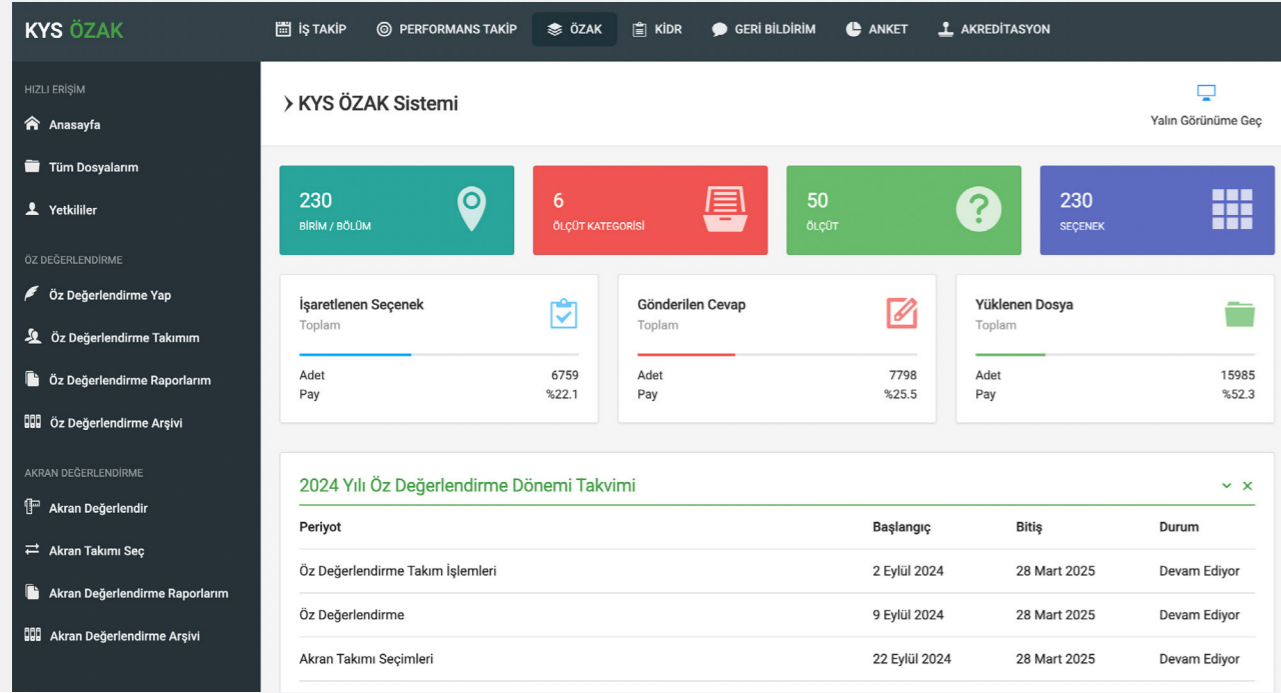 KYS ÖZAK
İŞ TAKİP PERFORMANS TAKİP ÖZAK KİDR GERİ BİLDİRİM ANKET AKREDİTASYON
HIZLI ERİŞİM
Anasayfa
Tüm Dosyalarım
Yetkililer
ÖZ DEĞERLENDİRME
Öz Değerlendirme Yap
Öz Değerlendirme Takımım
Öz Değerlendirme Raporlarım
Öz Değerlendirme Arşivi
AKRAN DEĞERLENDİRME
Akran Değerlendir
Akran Takımı Seç
Akran Değerlendirme Raporlarım
Akran Değerlendirme Arşivi
KYS ÖZAK Sistemi
Yalın Görünüme Geç
230
BİRİM / BÖLÜM
6
ÖLÇÜT KATEGORİSİ
50
ÖLÇÜT
230
SEÇENEK
İşaretlenen Seçenek
Toplam
Adet 6759
Pay %22.1
Gönderilen Cevap
Toplam
Adet 7798
Pay %25.5
Yüklenen Dosya
Toplam
Adet 15985
Pay %52.3
2024 Yılı Öz Değerlendirme Dönemi Takvimi
Periyot Başlangıç Bitiş Durum
Öz Değerlendirme Takım İşlemleri 2 Eylül 2024 28 Mart 2025 Devam Ediyor
Öz Değerlendirme 9 Eylül 2024 28 Mart 2025 Devam Ediyor
Akran Takımı Seçimleri 22 Eylül 2024 28 Mart 2025 Devam Ediyor